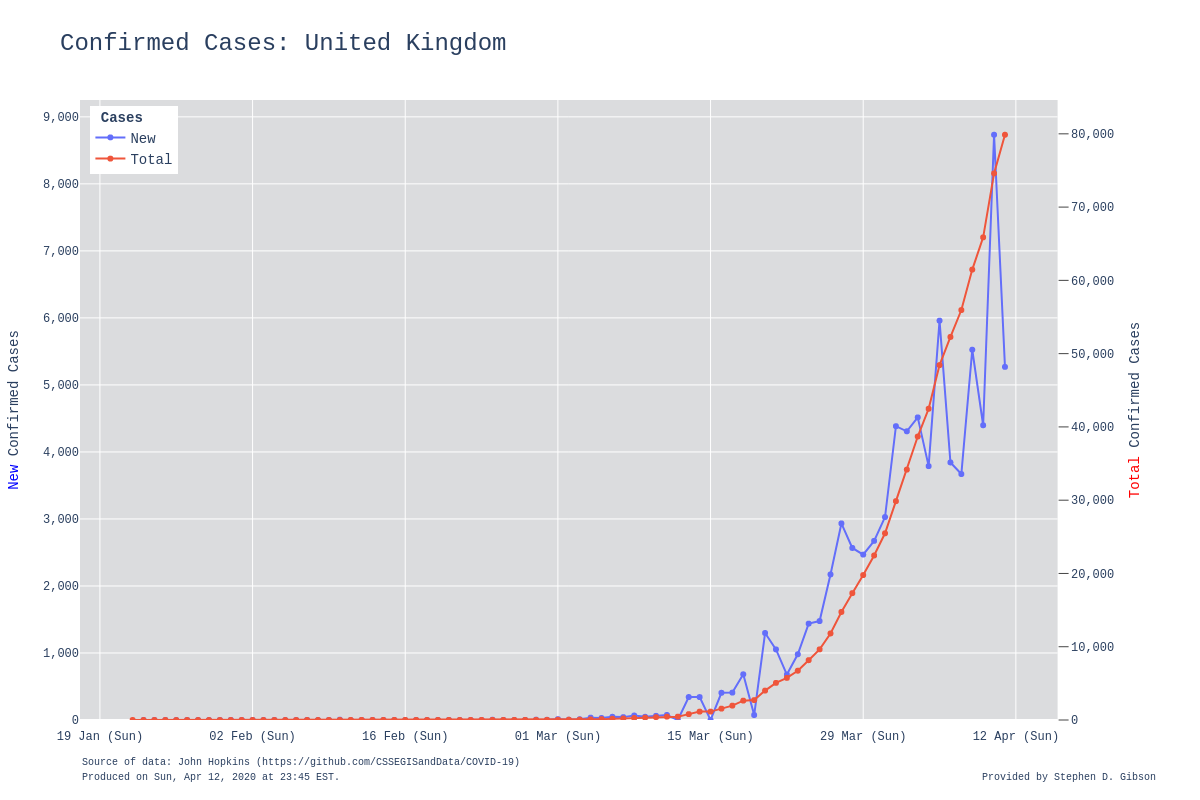 Confirmed Cases: United Kingdom
Cases
New
Total
9,000
8,000
7,000
6,000
5,000
4,000
3,000
2,000
1,000
0
New Confirmed Cases
80,000
70,000
60,000
50,000
40,000
30,000
20,000
10,000
0
Total Confirmed Cases
19 Jan (Sun)
02 Feb (Sun)
16 Feb (Sun)
01 Mar (Sun)
15 Mar (Sun)
29 Mar (Sun)
12 Apr (Sun)
Source of data: John Hopkins (https://github.com/CSSEGISandData/COVID-19)
Produced on Sun, Apr 12, 2020 at 23:45 EST.
Provided by Stephen D. Gibson